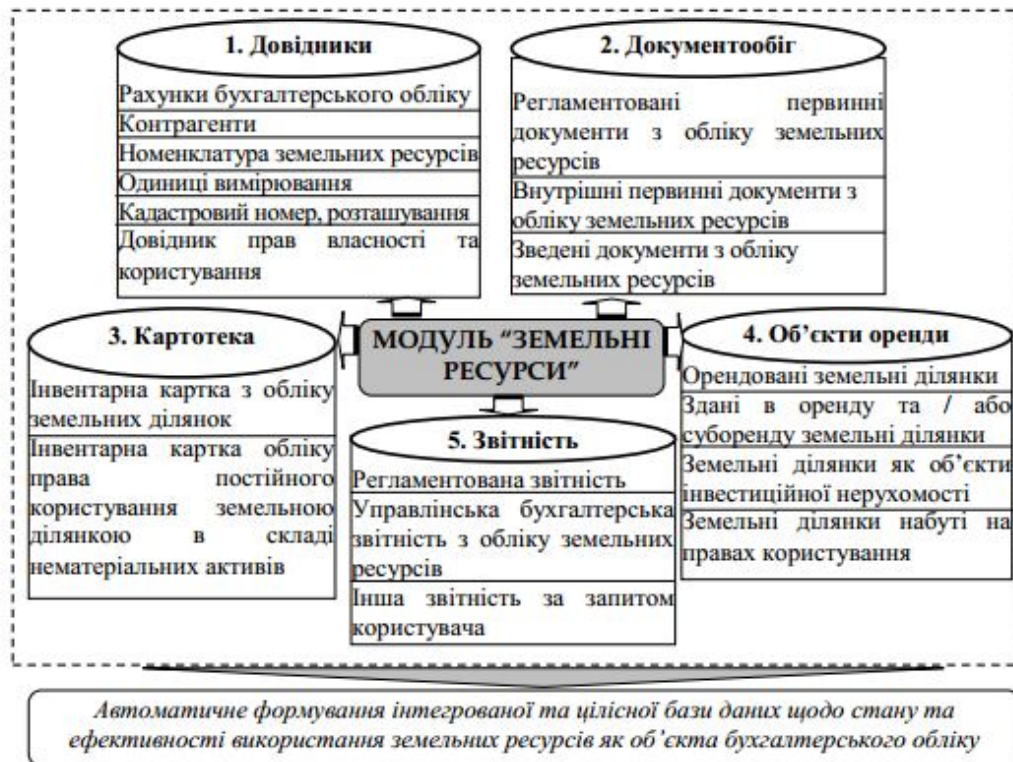 1. Довідники
Рахунки бухгалтерського обліку
Контрагенти
Номенклатура земельних ресурсів
Одиниці вимірювання
Кадастровий номер, розташування
Довідник прав власності та
користування
2. Документообіг
Регламентовані первинні
документи з обліку земельних
ресурсів
Внутрішні первинні документи з
обліку земельних ресурсів
Зведені документи з обліку
земельних ресурсів
МОДУЛЬ “ЗЕМЕЛЬНІ
РЕСУРСИ”
3. Картотека
Інвентарна картка з обліку
земельних ділянок
Інвентарна картка обліку
права постійного
користування земельною
ділянкою в складі
нематеріальних активів
4. Об’єкти оренди
Орендовані земельні ділянки
Здані в оренду та / або
суборенду земельні ділянки
Земельні ділянки як об’єкти
інвестиційної нерухомості
Земельні ділянки набуті на
правах користування
5. Звітність
Регламентована звітність
Управлінська бухгалтерська
звітність з обліку земельних
ресурсів
Інша звітність за запитом
користувача
Автоматичне формування інтегрованої та цілісної бази даних щодо стану та
ефективності використання земельних ресурсів як об’єкта бухгалтерського обліку